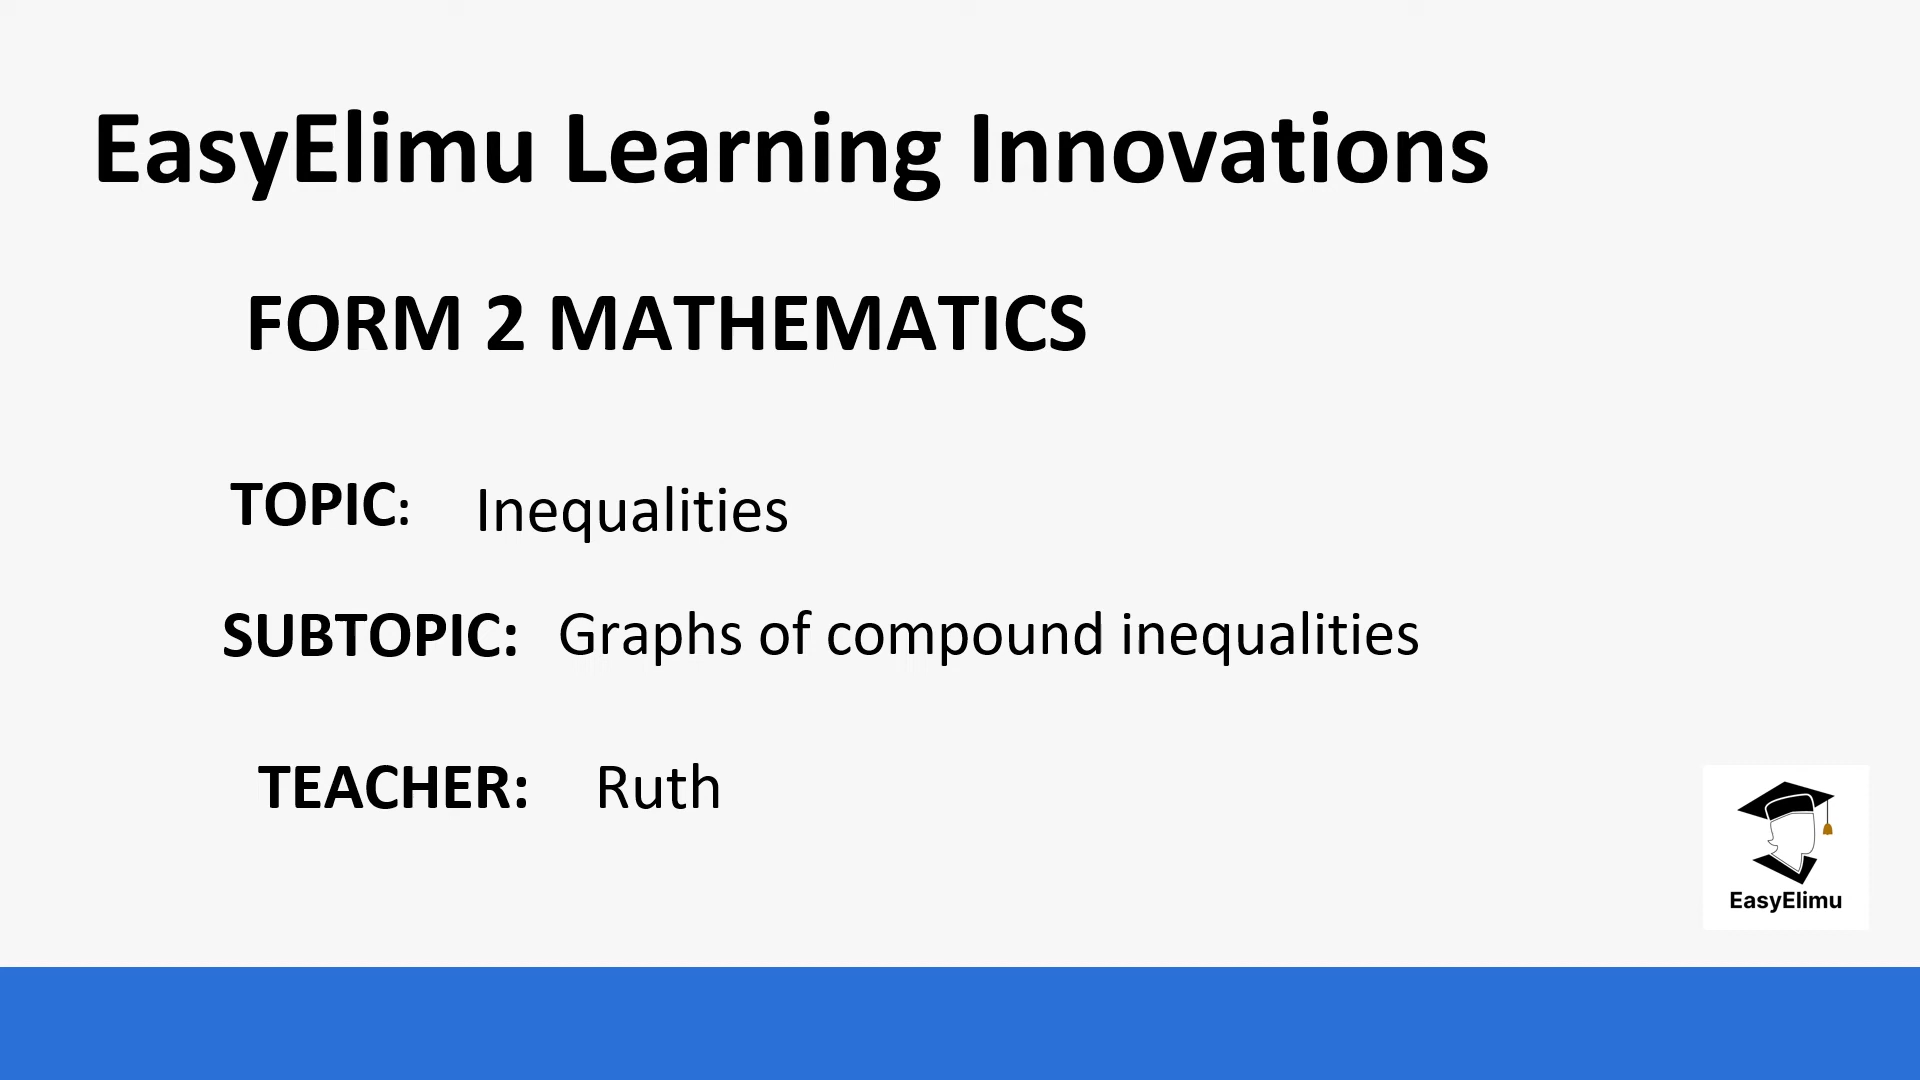 EasyElimu Learning Innovations
FORM 2 MATHEMATICS
TOPIC: Inequalities
SUBTOPIC: Graphs of compound inequalities
TEACHER: Ruth
EasyElimu